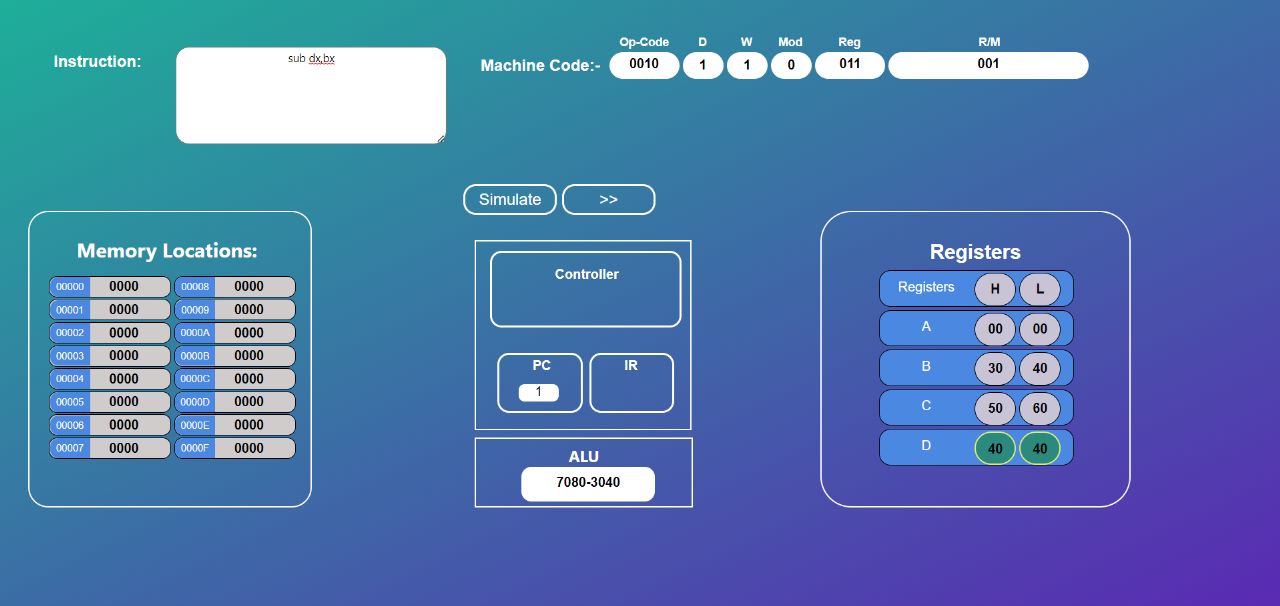 Instruction:
sub dx,bx
Machine Code:-
Op-Code D W Mod Reg R/M
0010 1 1 0 011 001
Simulate >>
Memory Locations:
00000 0000 00008 0000
00001 0000 00009 0000
00002 0000 0000A 0000
00003 0000 0000B 0000
00004 0000 0000C 0000
00005 0000 0000D 0000
00006 0000 0000E 0000
00007 0000 0000F 0000
Controller
PC IR
1
ALU
7080-3040
Registers
Registers H L
A 00 00
B 30 40
C 50 60
D 40 40